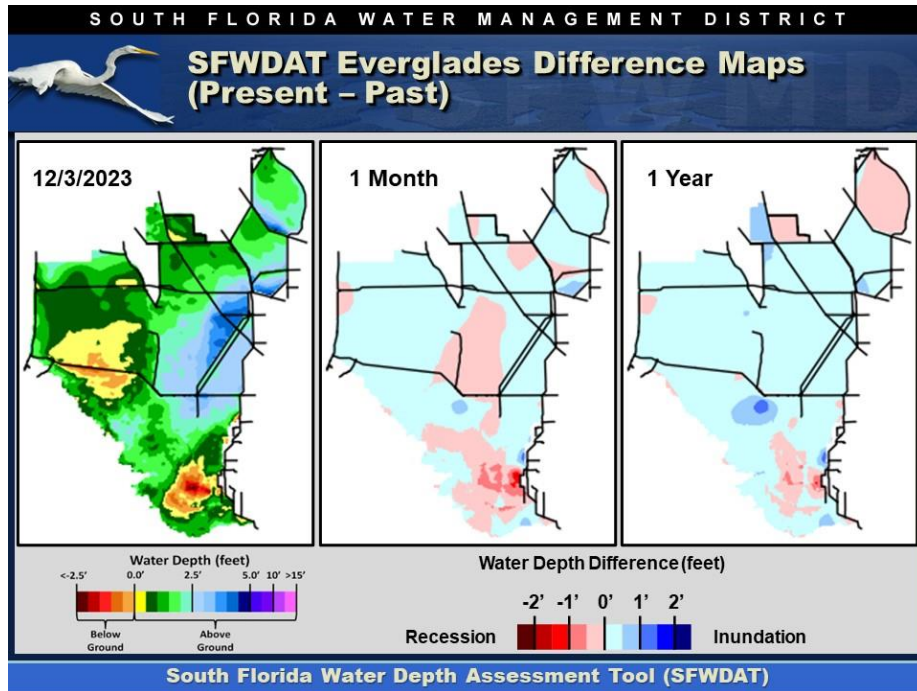 SOUTH FLORIDA WATER MANAGEMENT DISTRICT
SFWDAT Everglades Difference Maps
(Present – Past)
SFWMD
12/3/2023
1 Month
1 Year
Water Depth (feet)
<-2.5' 0.0' 2.5' 5.0' 10' >15'
Below
Ground
Above
Ground
Water Depth Difference (feet)
-2' -1' 0' 1' 2'
Recession
Inundation
South Florida Water Depth Assessment Tool (SFWDAT)